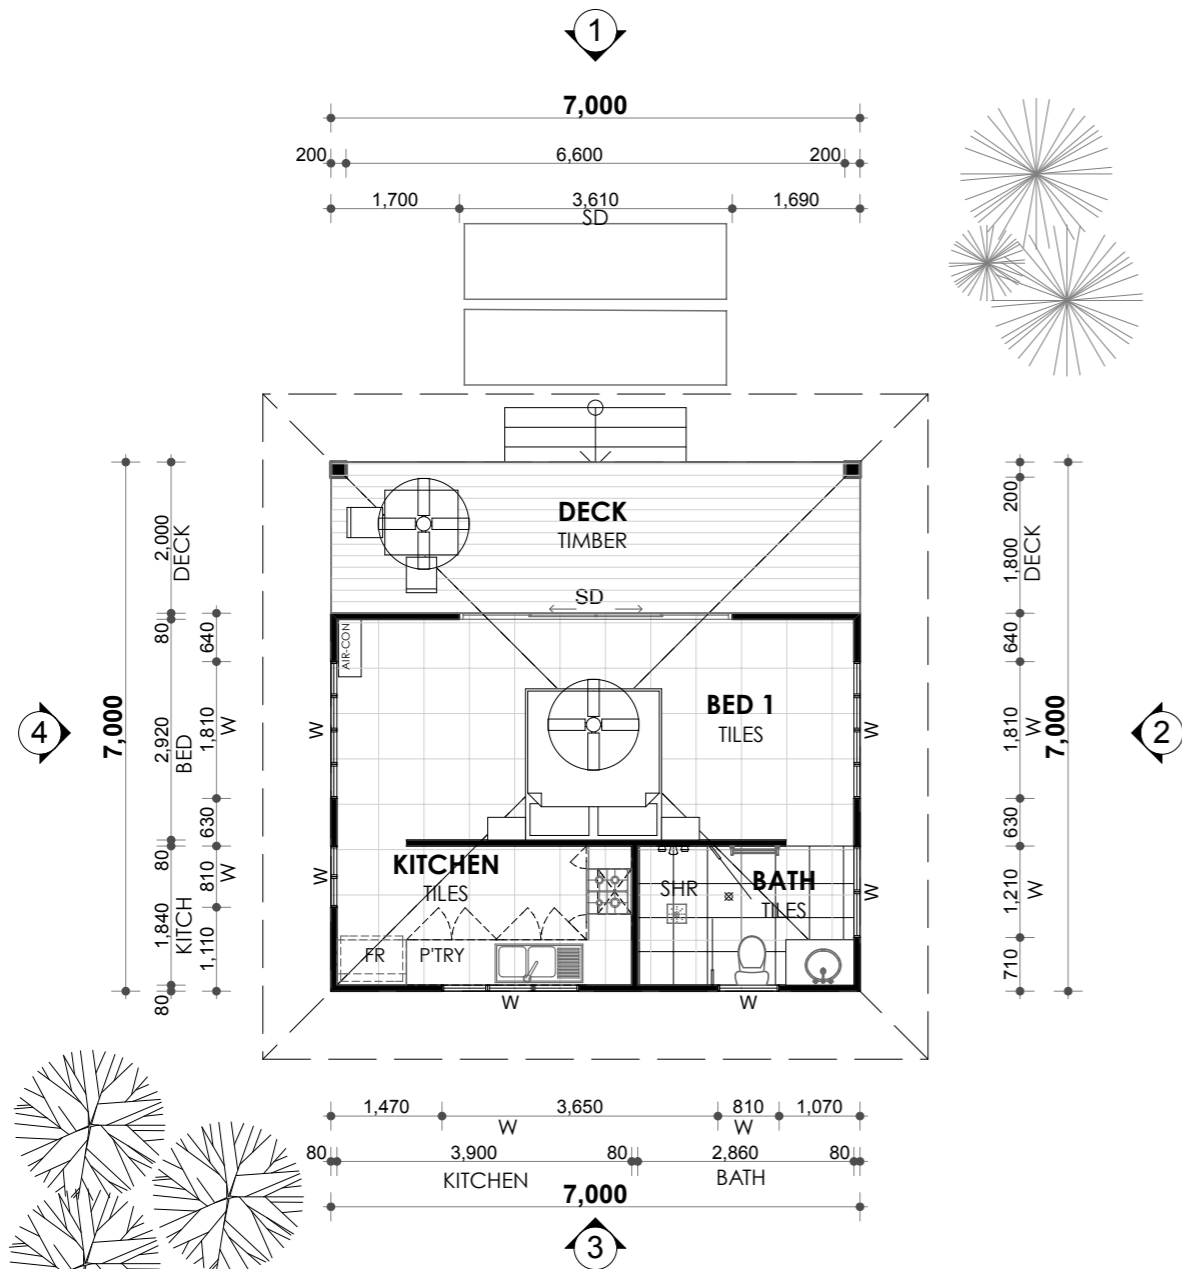 1
7,000
200 6,600 200
1,700 3,610 1,690
SD
DECK
TIMBER
SD
AIR-CON
BED 1
TILES
W
W
KITCHEN
TILES
W
SHR
BATH
TILES
W
FR
P'TRY
W
W
7,000
2,000
DECK
80
2,920
BED
80
1,840
KITCH
80
640
1,810
W
630
810
W
1,110
4
200
1,800
DECK
640
1,810
W
630
1,210
W
710
7,000
2
1,470 3,650 810 1,070
W W
80 3,900 80 2,860 80
KITCHEN BATH
7,000
3